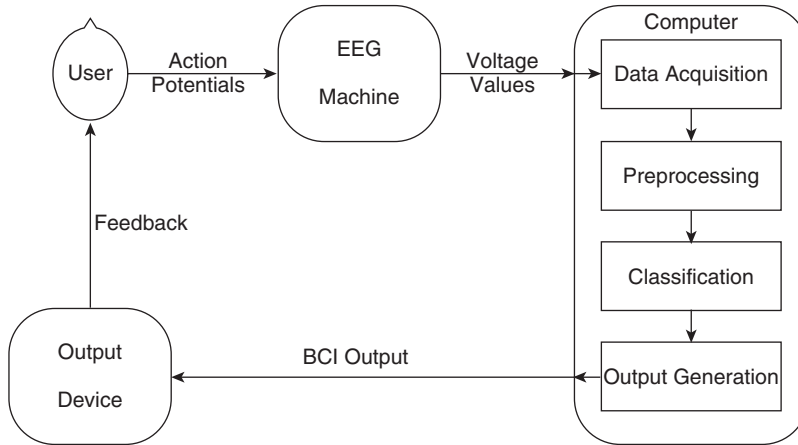 Computer
User
Action
Potentials
EEG
Machine
Voltage
Values
Data Acquisition
Preprocessing
Classification
Output Generation
BCI Output
Output
Device
Feedback